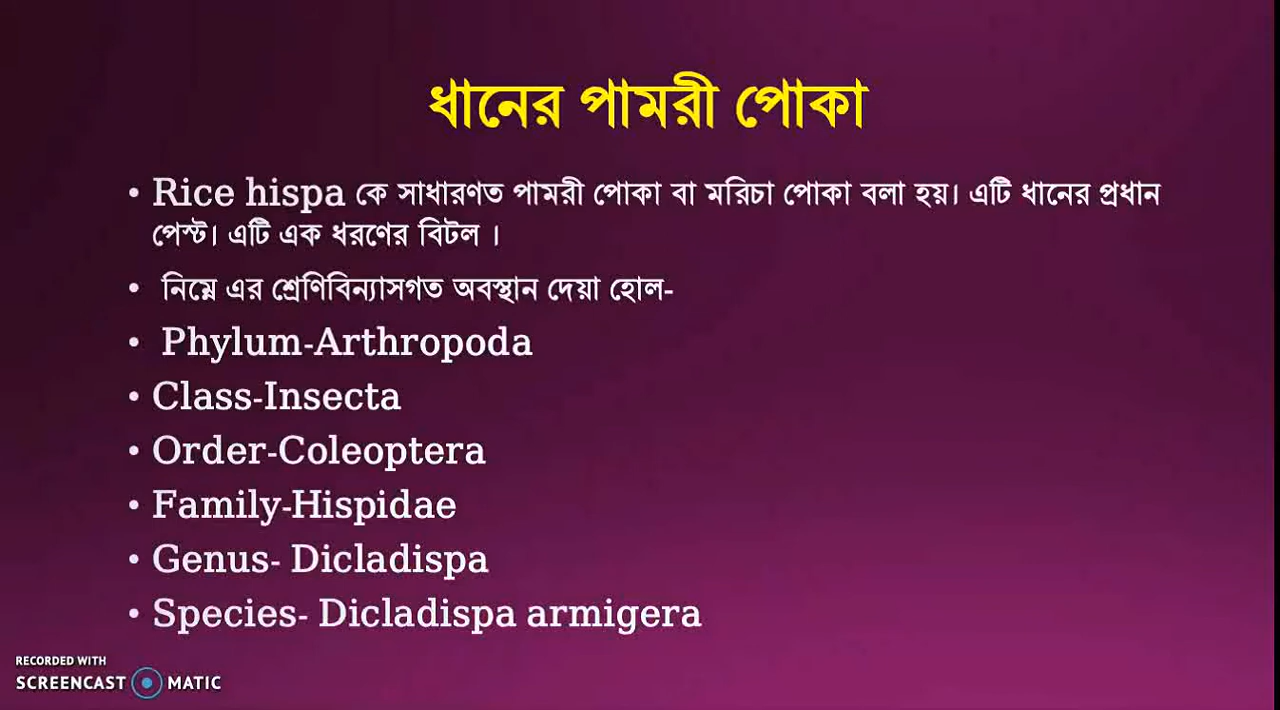 ধানের পামরী পোকা
• Rice hispa কে সাধারণত পামরী পোকা বা মরিচা পোকা বলা হয়। এটি ধানের প্রধান
পেস্ট। এটি এক ধরণের বিটল ।
• নিম্নে এর শ্রেণিবিন্যাসগত অবস্থান দেয়া হোল-
• Phylum-Arthropoda
• Class-Insecta
• Order-Coleoptera
• Family-Hispidae
• Genus- Dicladispa
• Species- Dicladispa armigera
RECORDED WITH
SCREENCAST MATIC